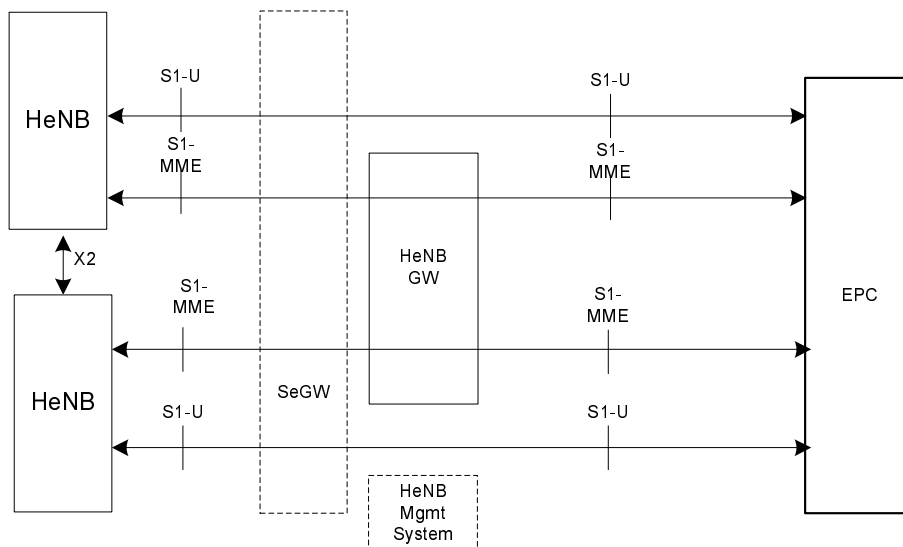 S1-U
S1-U
HeNB
S1-
MME
S1-
MME
X2
HeNB
GW
S1-
MME
S1-
MME
EPC
HeNB
SeGW
S1-U
S1-U
HeNB
Mgmt
System